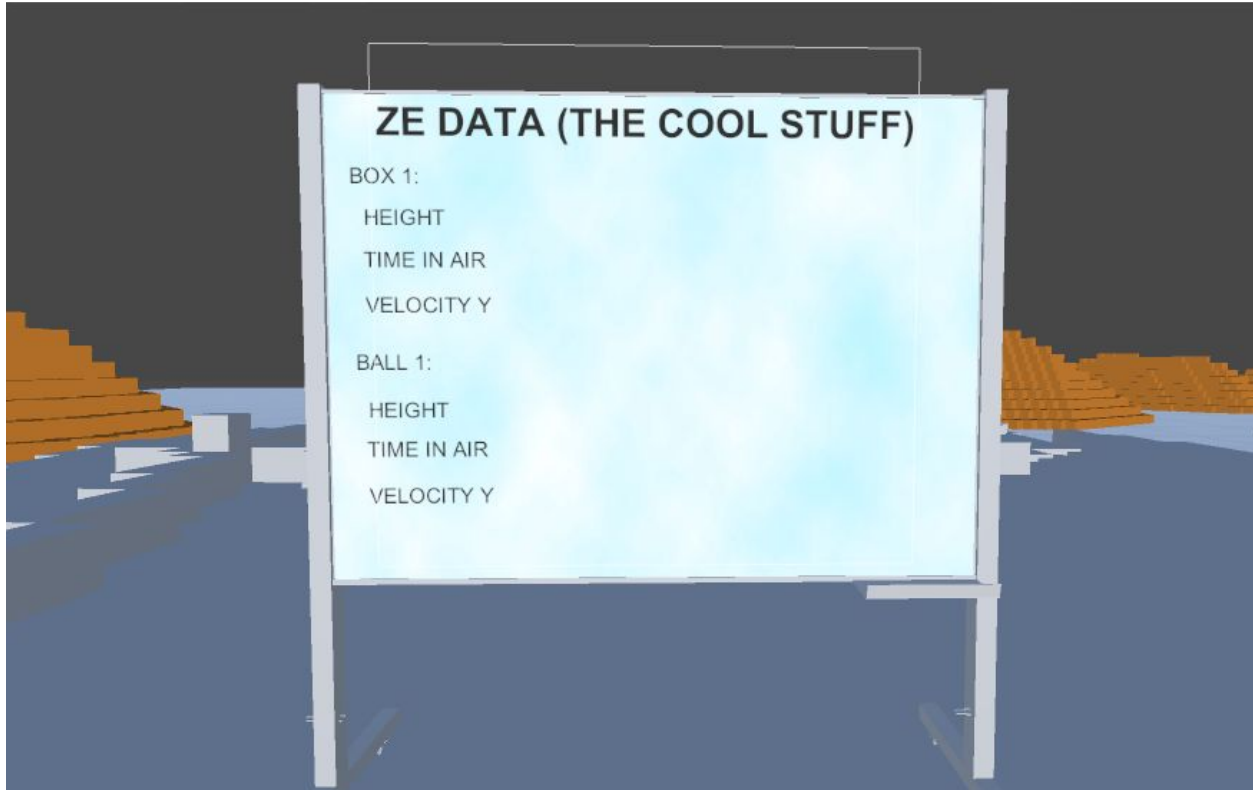 ZE DATA (THE COOL STUFF)
BOX 1:
HEIGHT
TIME IN AIR
VELOCITY Y
BALL 1:
HEIGHT
TIME IN AIR
VELOCITY Y